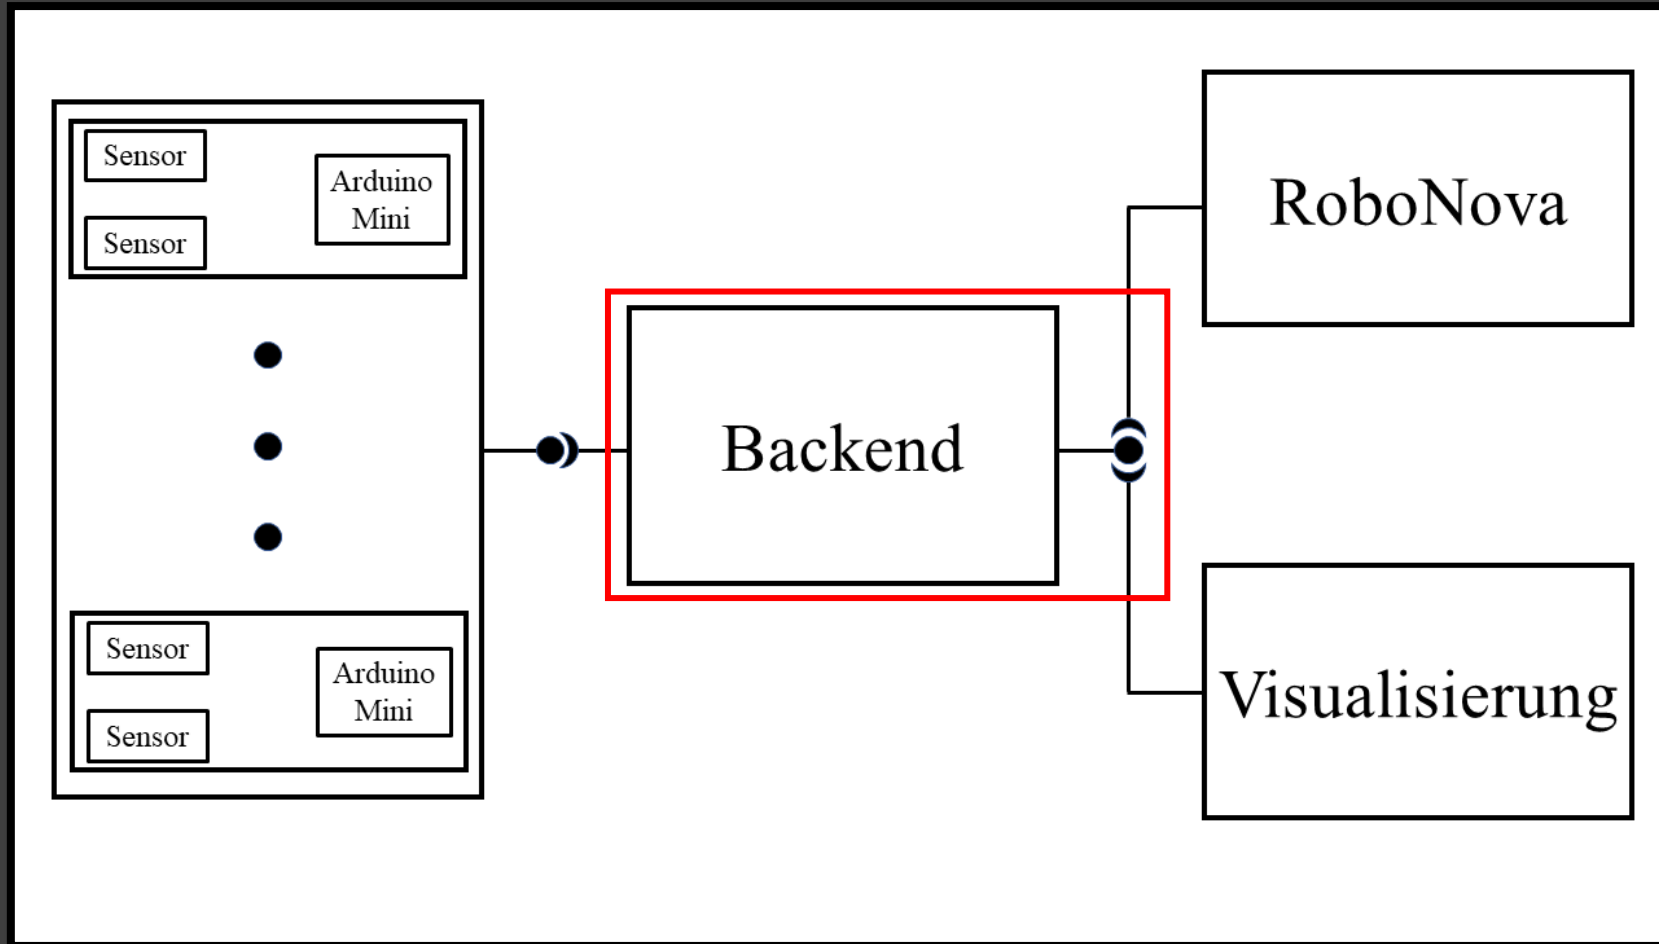 Sensor
Arduino
Mini
Sensor
Sensor
Arduino
Mini
Sensor
Backend
RoboNova
Visualisierung